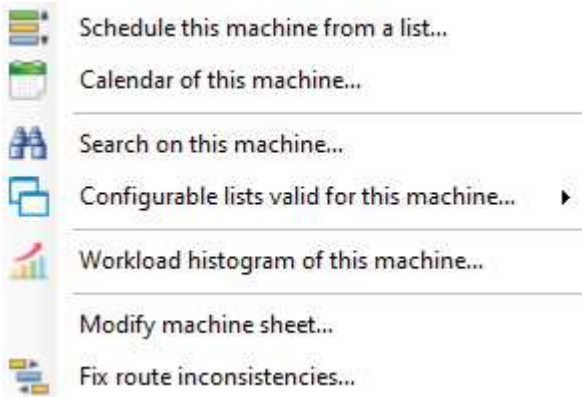 Schedule this machine from a list...
Calendar of this machine...
Search on this machine...
Configurable lists valid for this machine...
Workload histogram of this machine...
Modify machine sheet...
Fix route inconsistencies...